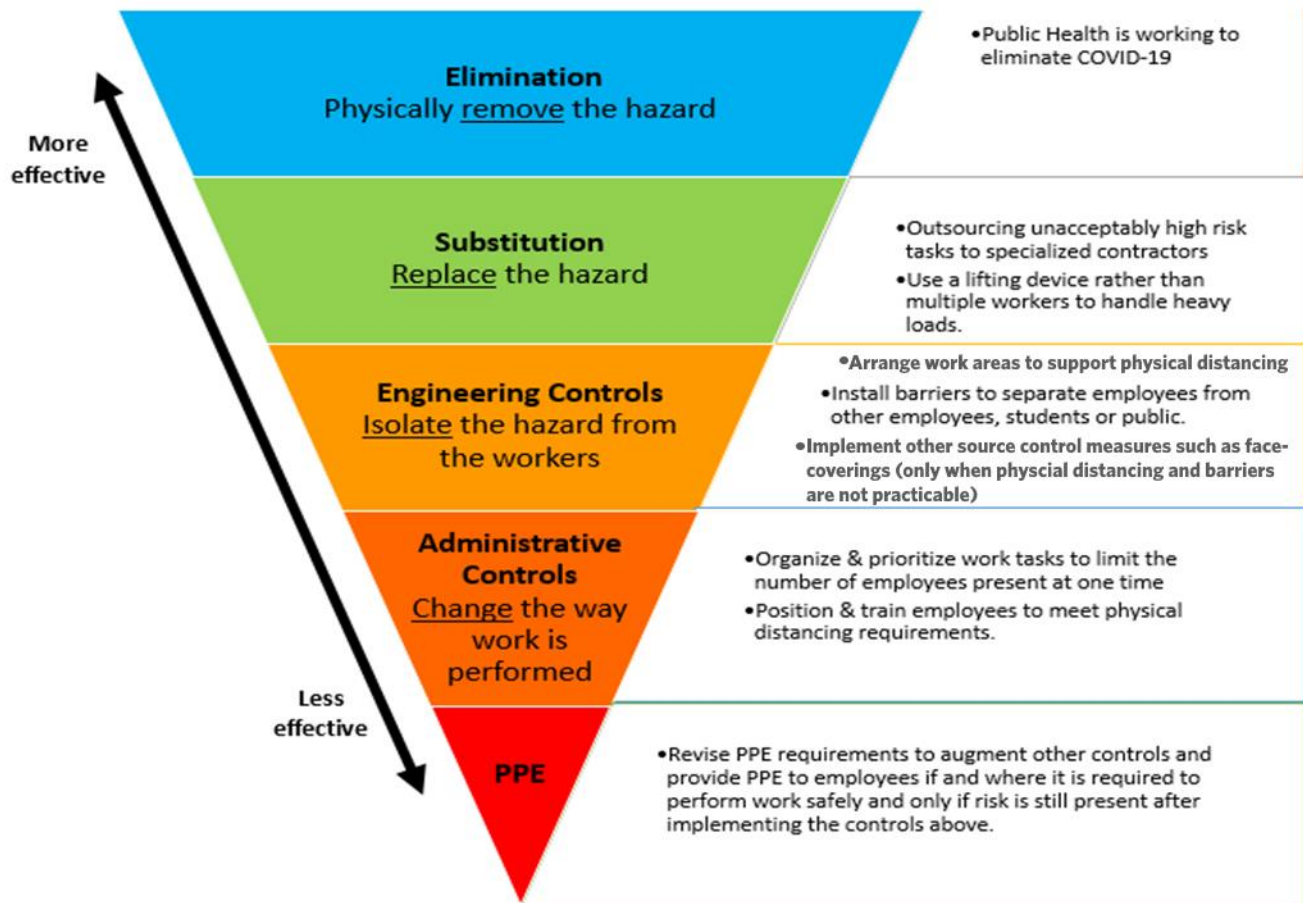 Elimination
Physically remove the hazard
•Public Health is working to
eliminate COVID-19
More
effective
Substitution
Replace the hazard
•Outsourcing unacceptably high risk
tasks to specialized contractors
•Use a lifting device rather than
multiple workers to handle heavy
loads.
Engineering Controls
Isolate the hazard from
the workers
•Arrange work areas to support physical distancing
•Install barriers to separate employees from
other employees, students or public.
•Implement other source control measures such as face-
coverings (only when physcial distancing and barriers
are not practicable)
Administrative
Controls
Change the way
work is
performed
•Organize & prioritize work tasks to limit the
number of employees present at one time
•Position & train employees to meet physical
distancing requirements.
Less
effective
PPE
•Revise PPE requirements to augment other controls and
provide PPE to employees if and where it is required to
perform work safely and only if risk is still present after
implementing the controls above.